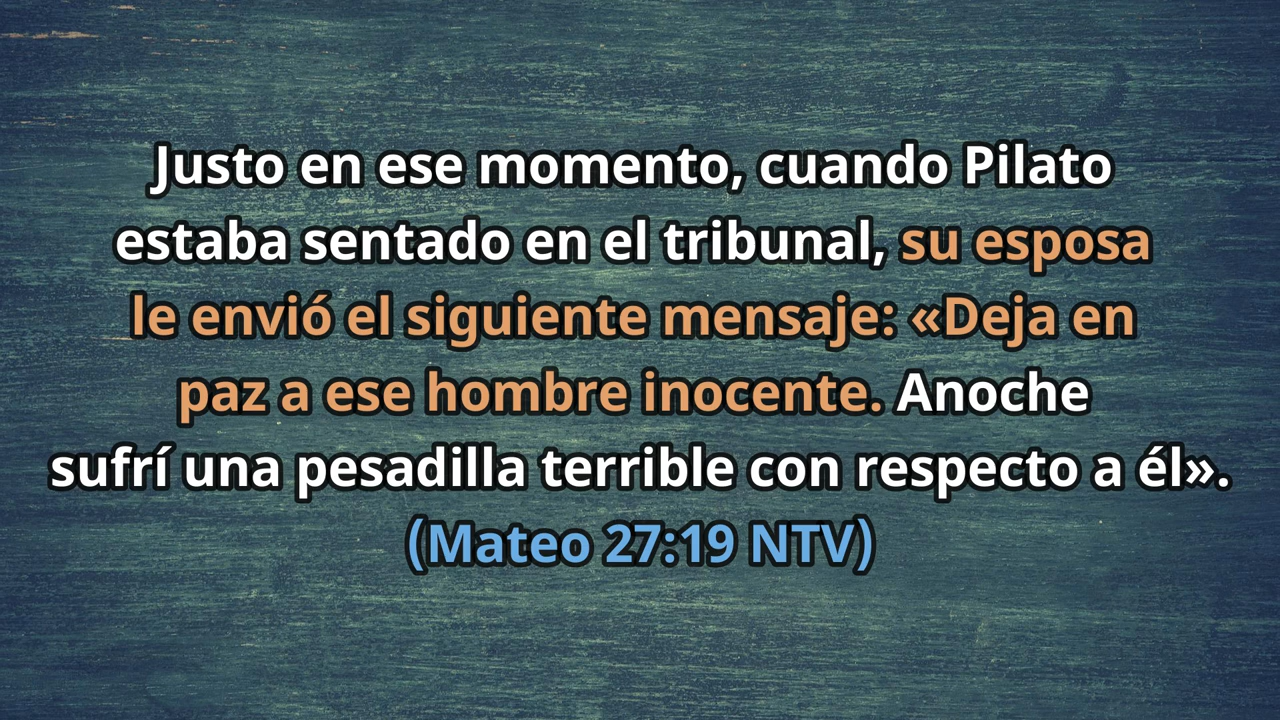 Justo en ese momento, cuando Pilato
estaba sentado en el tribunal, su esposa
le envió el siguiente mensaje: «Deja en
paz a ese hombre inocente. Anoche
sufrí una pesadilla terrible con respecto a él».
(Mateo 27:19 NTV)